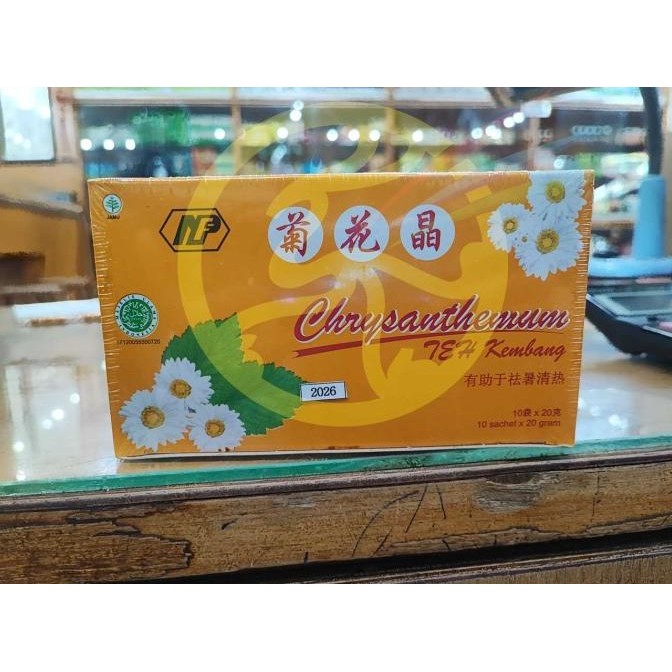 JAMU
NF
菊花晶
Chrysanthemum
TEH Kembang
有助于祛暑清热
2026
10袋 x 20克
10 sachet x 20 gram